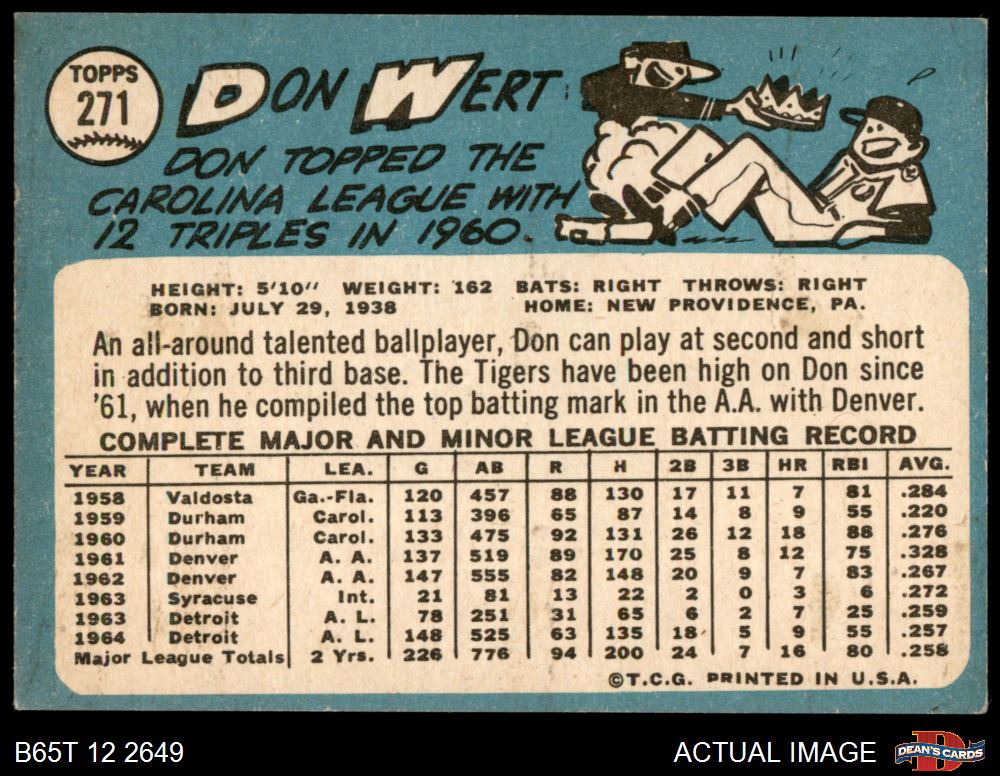 TOPPS
271
DON WERT
DON TOPPED THE
CAROLINA LEAGUE WITH
12 TRIPLES IN 1960.
HEIGHT: 5'10" WEIGHT: 162 BATS: RIGHT THROWS: RIGHT
BORN: JULY 29, 1938 HOME: NEW PROVIDENCE, PA.
An all-around talented ballplayer, Don can play at second and short
in addition to third base. The Tigers have been high on Don since
'61, when he compiled the top batting mark in the A.A. with Denver.
COMPLETE MAJOR AND MINOR LEAGUE BATTING RECORD
YEAR TEAM LEA. G AB R H 2B 3B HR RBI AVG.
1958 Valdosta Ga.-Fla. 120 457 88 130 17 11 7 81 .284
1959 Durham Carol. 113 396 65 87 14 8 9 55 .220
1960 Durham Carol. 133 475 92 131 26 12 18 88 .276
1961 Denver A. A. 137 519 89 170 25 8 12 75 .328
1962 Denver A. A. 147 555 82 148 20 9 7 83 .267
1963 Syracuse Int. 21 81 13 22 2 0 3 6 .272
1963 Detroit A. L. 78 251 31 65 6 2 7 25 .259
1964 Detroit A. L. 148 525 63 135 18 5 9 55 .257
Major League Totals 2 Yrs. 226 776 94 200 24 7 16 80 .258
©T.C.G. PRINTED IN U.S.A.
B65T 12 2649 ACTUAL IMAGE D DEAN'S CARDS